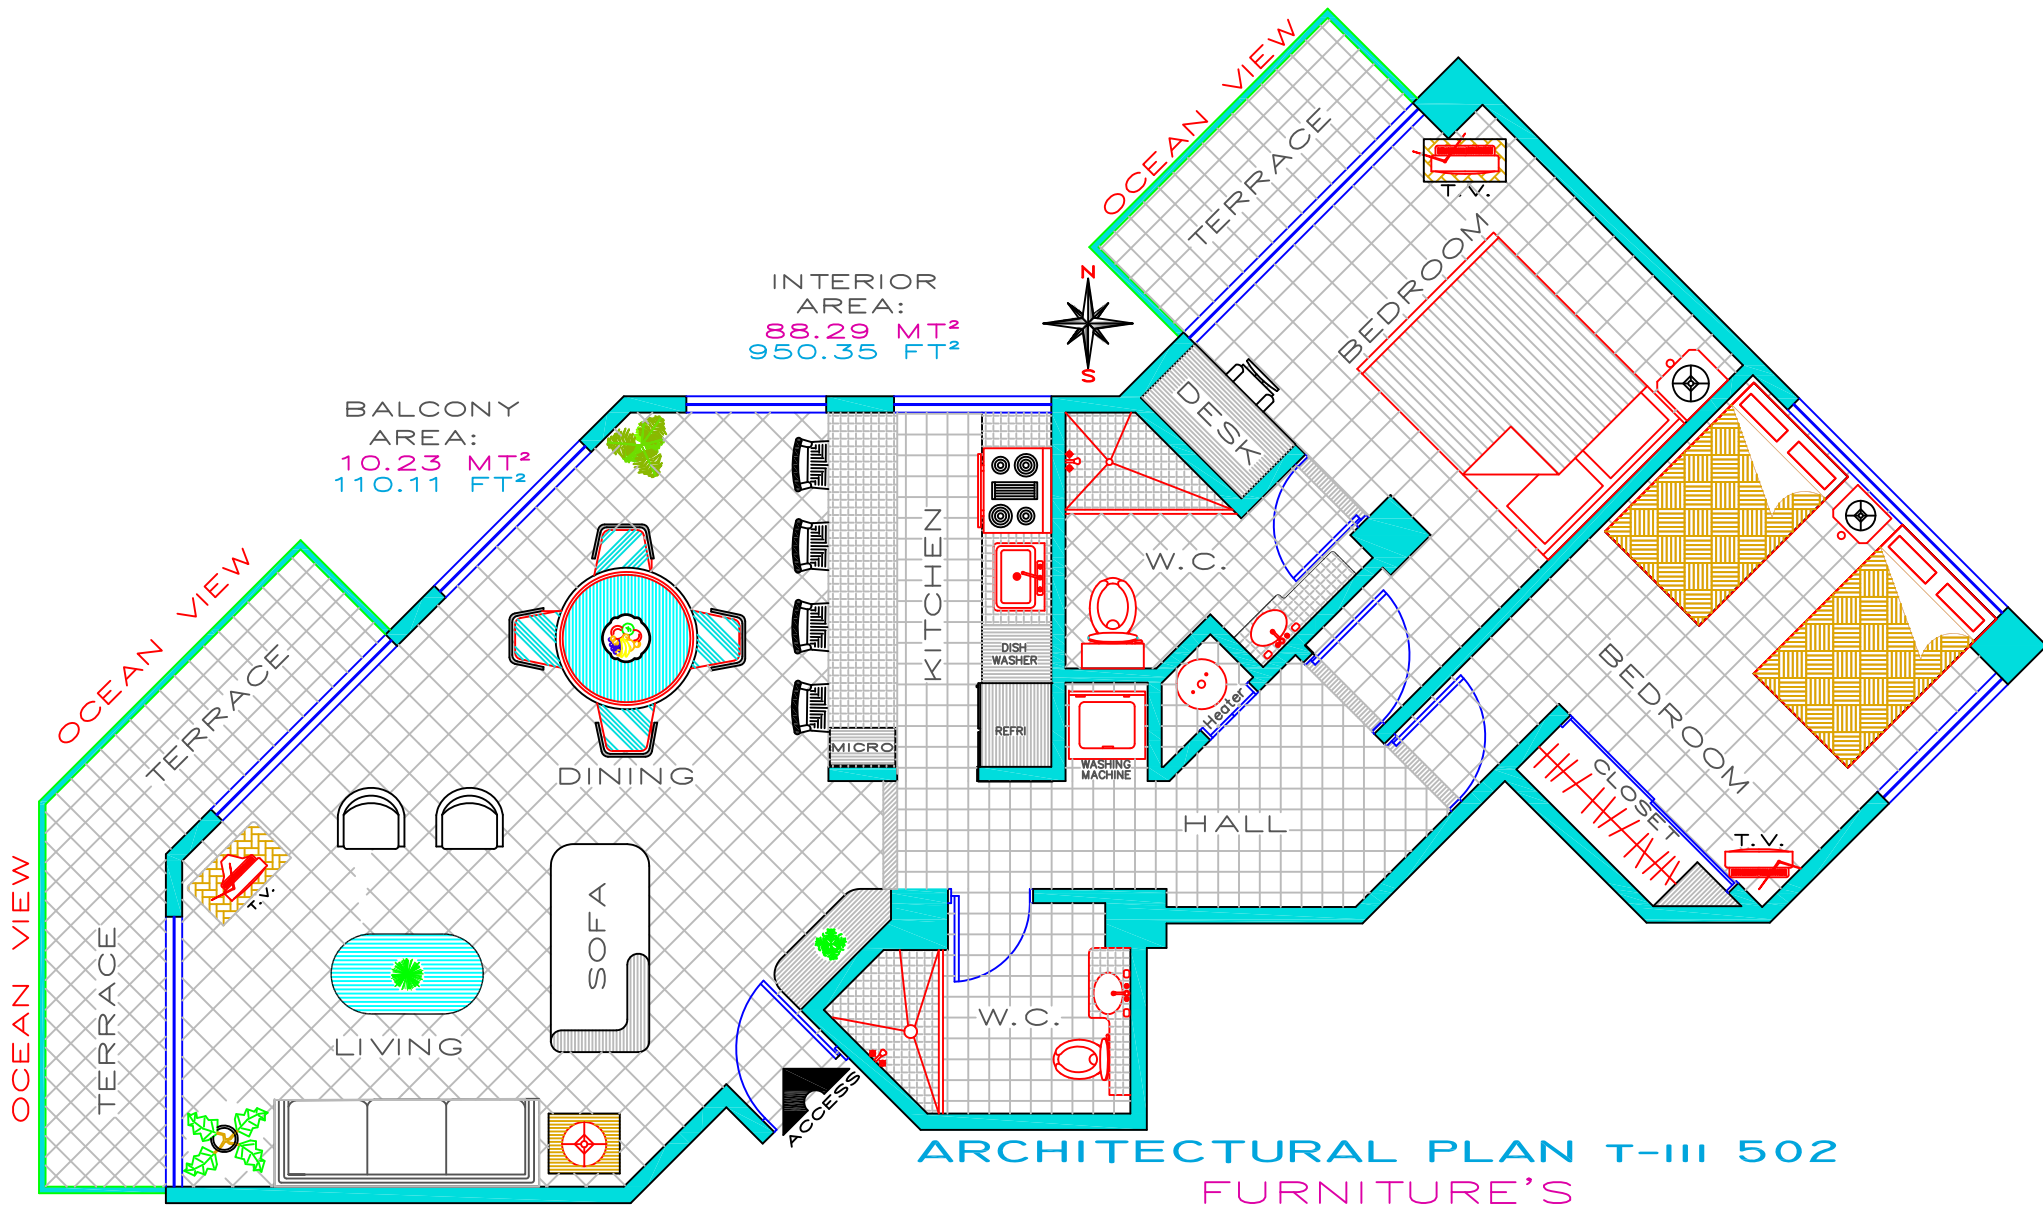 OCEAN VIEW
TERRACE
T.V.
BEDROOM
INTERIOR
AREA:
88.29 MT²
950.35 FT²
N
S
DESK
BALCONY
AREA:
10.23 MT²
110.11 FT²
KITCHEN
W.C.
DISH
WASHER
REFRI
MICRO
WASHING
MACHINE
Heater
BEDROOM
CLOSET
T.V.
HALL
OCEAN VIEW
TERRACE
DINING
T.V.
SOFA
OCEAN VIEW
TERRACE
LIVING
W.C.
ACCESS
ARCHITECTURAL PLAN T-III 502
FURNITURE'S